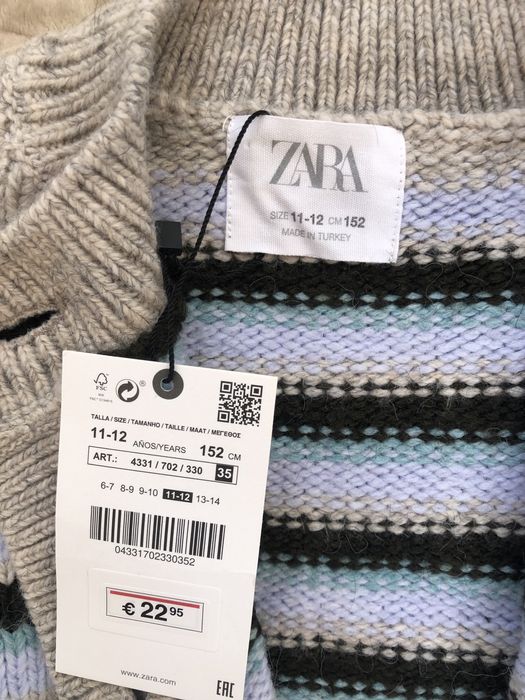 ZARA
SIZE 11-12 CM 152
MADE IN TURKEY
FSC
®
TALLA / SIZE / TAMANHO / TAILLE / MAAT / ΜΕΓΕΘΟΣ
11-12 AÑOS/YEARS 152 CM
ART.: 4331 / 702 / 330 35
6-7 8-9 9-10 11-12 13-14
04331702330352
€ 22 95
www.zara.com
EAC